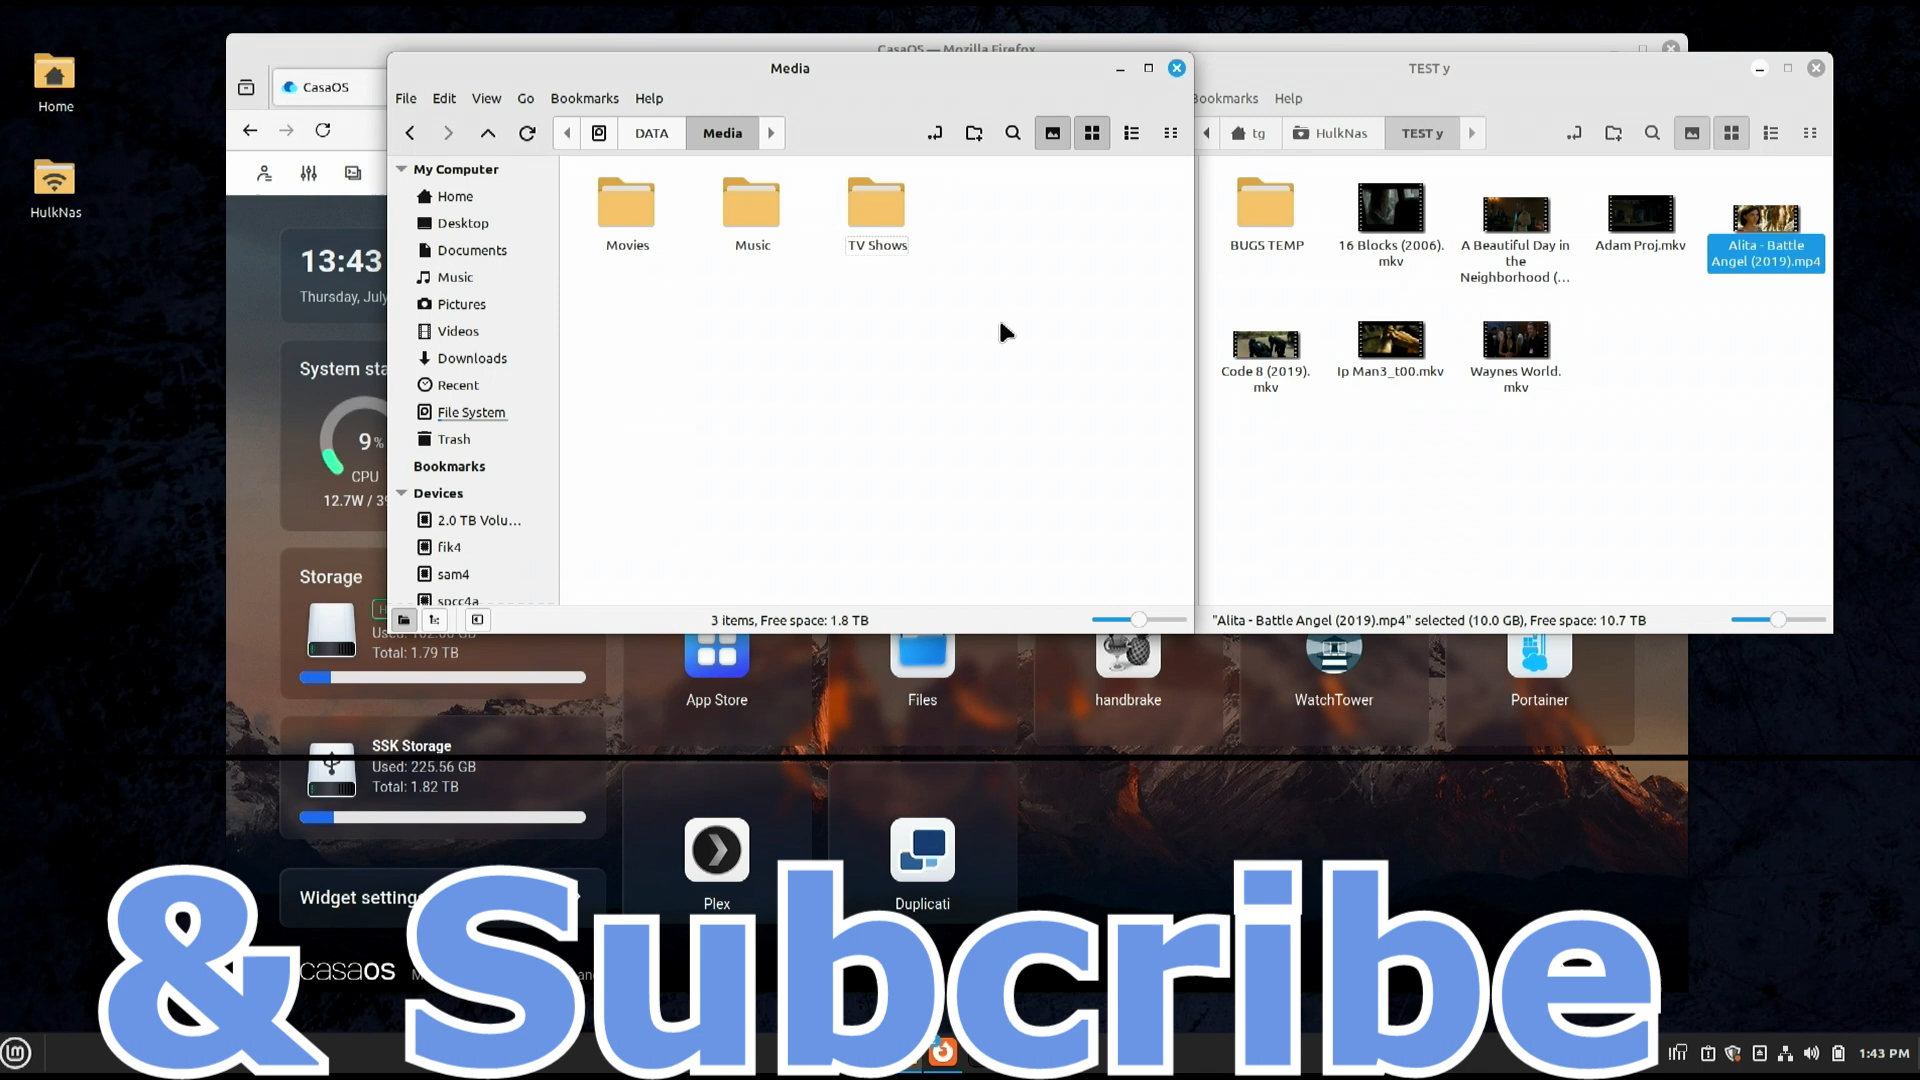 Home
HulkNas
CasaOS — Mozilla Firefox
CasaOS
Media
File Edit View Go Bookmarks Help
DATA Media
My Computer
Home
Desktop
Documents
Music
Pictures
Videos
Downloads
Recent
File System
Trash
Bookmarks
Devices
2.0 TB Volu...
fik4
sam4
spcc4a
Movies
Music
TV Shows
3 items, Free space: 1.8 TB
TEST y
Bookmarks Help
tg HulkNas TEST y
BUGS TEMP
16 Blocks (2006).
mkv
A Beautiful Day in
the
Neighborhood (...
Adam Proj.mkv
Alita - Battle
Angel (2019).mp4
Code 8 (2019).
mkv
Ip Man3_t00.mkv
Waynes World.
mkv
"Alita - Battle Angel (2019).mp4" selected (10.0 GB), Free space: 10.7 TB
13:43
Thursday, July
System sta
9%
CPU
12.7W / 39
Storage
Total: 1.79 TB
SSK Storage
Used: 225.56 GB
Total: 1.82 TB
Widget settings
casaOS
App Store
Files
handbrake
WatchTower
Portainer
Plex
Duplicati
& Subcribe
1:43 PM